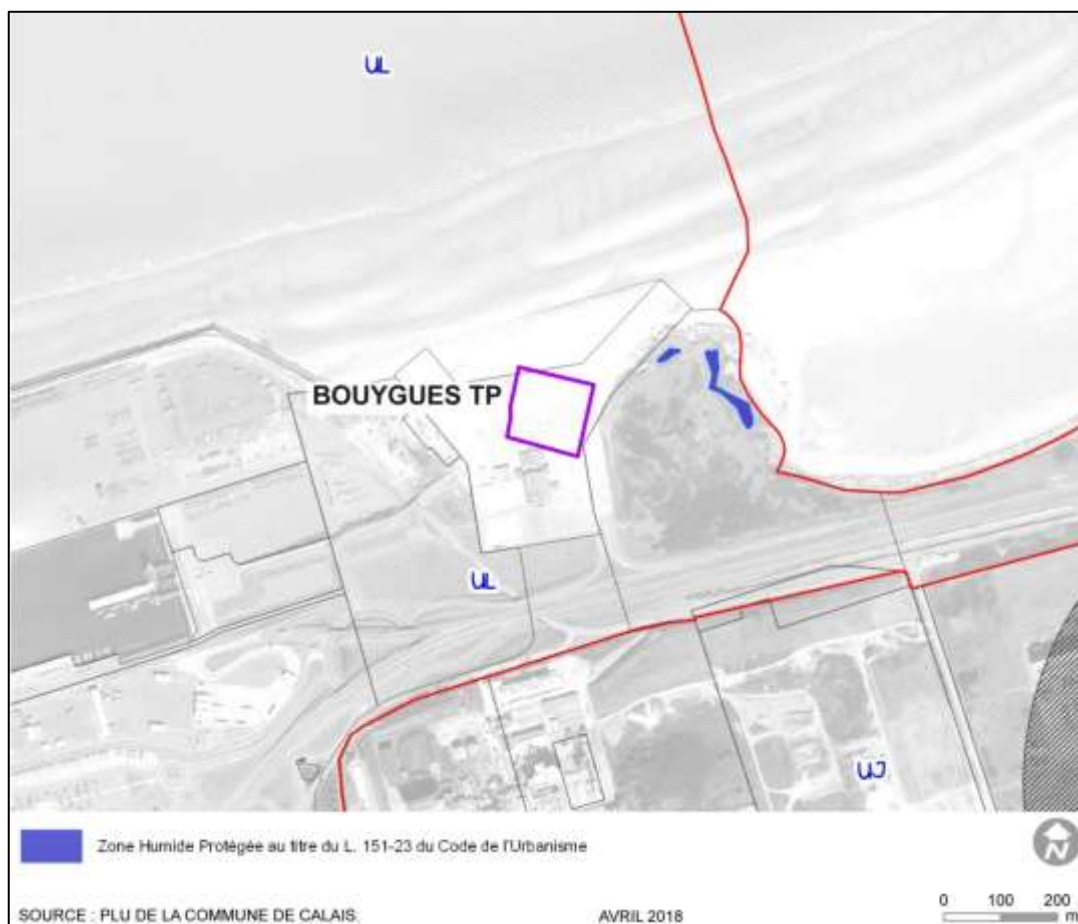 UL
BOUYGUES TP
UL
UJ
Zone Humide Protégée au titre du L. 151-23 du Code de l'Urbanisme
N
SOURCE : PLU DE LA COMMUNE DE CALAIS.
AVRIL 2018
0 100 200
m